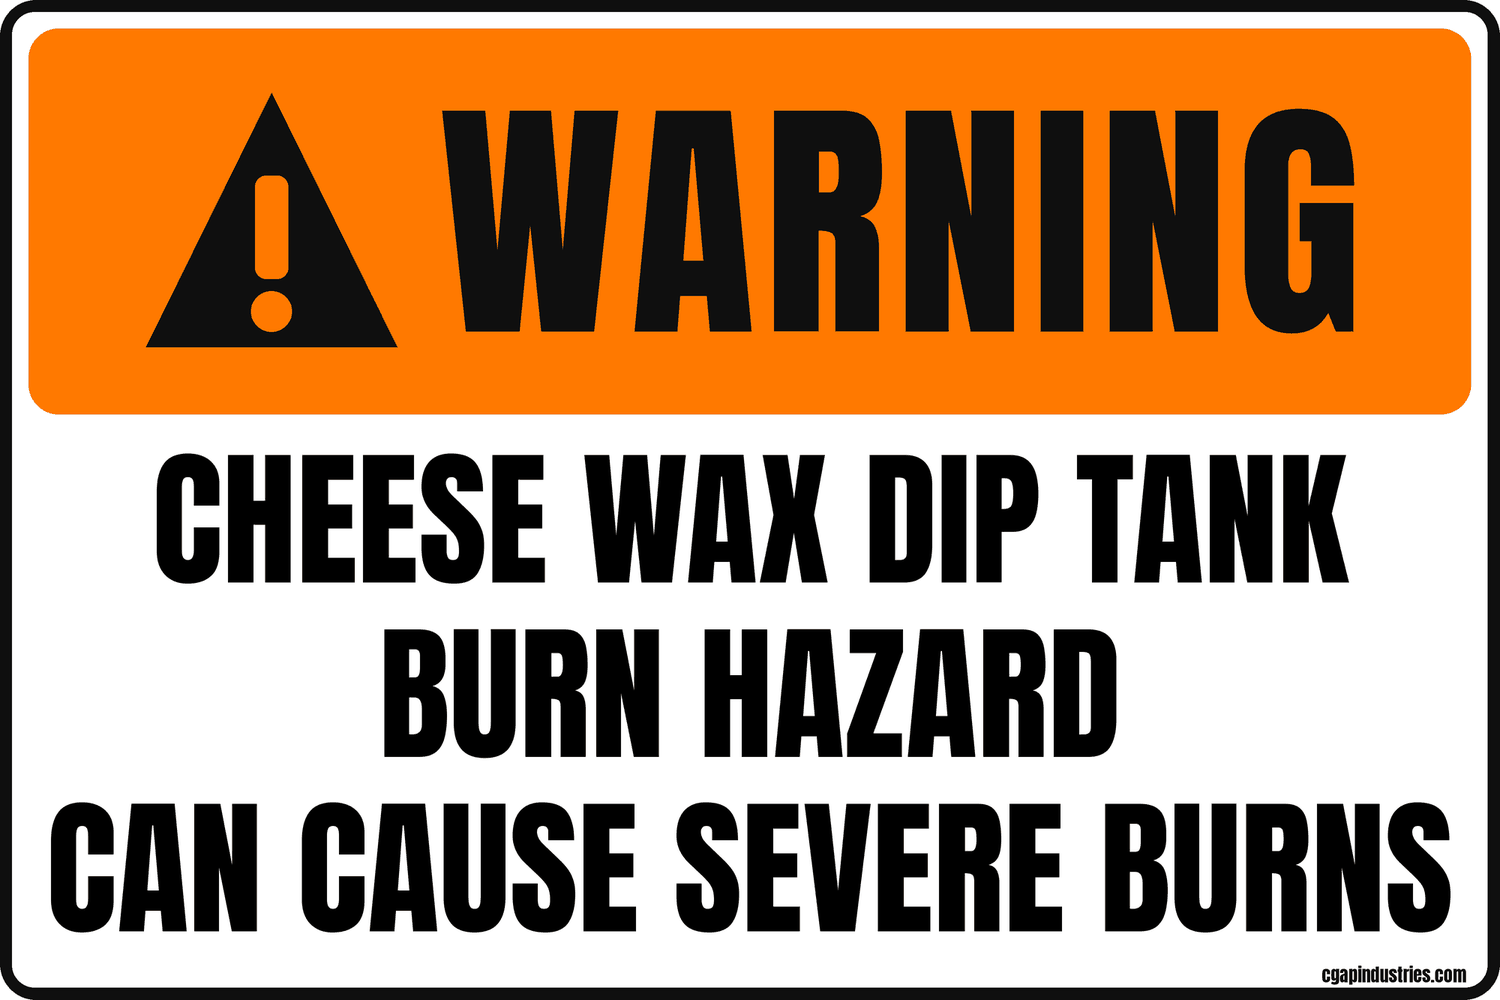 WARNING
CHEESE WAX DIP TANK
BURN HAZARD
CAN CAUSE SEVERE BURNS
cgapindustries.com